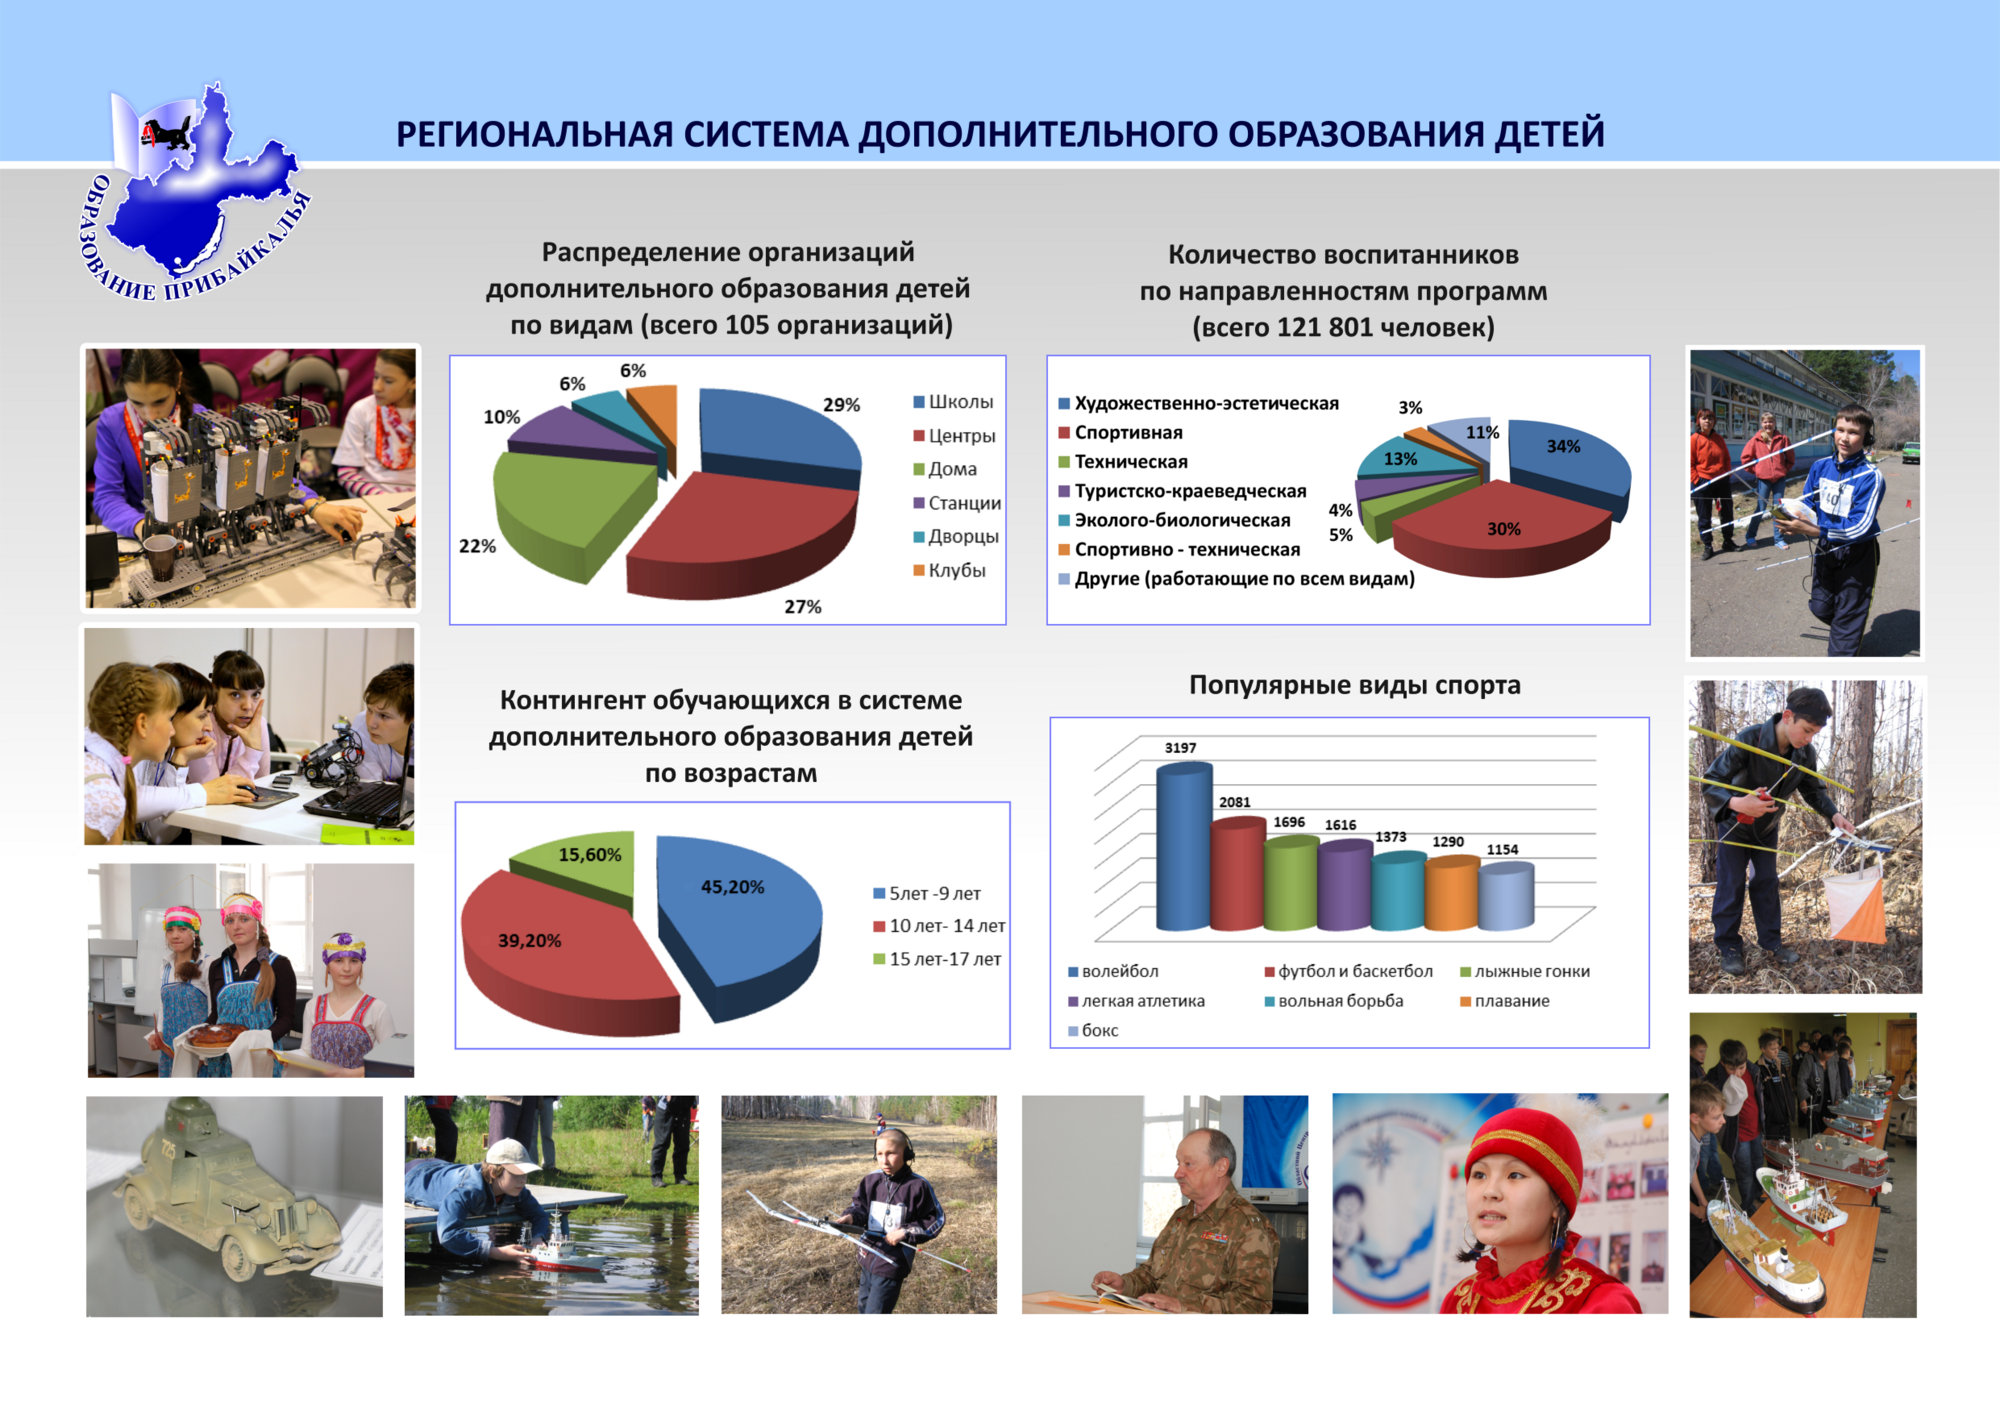 РЕГИОНАЛЬНАЯ СИСТЕМА ДОПОЛНИТЕЛЬНОГО ОБРАЗОВАНИЯ ДЕТЕЙ
ОБРАЗОВАНИЕ ПРИБАЙКАЛЬЯ
Распределение организаций
дополнительного образования детей
по видам (всего 105 организаций)
6%
6%
10%
29%
22%
27%
Школы
Центры
Дома
Станции
Дворцы
Клубы
Количество воспитанников
по направленностям программ
(всего 121 801 человек)
Художественно-эстетическая
Спортивная
Техническая
Туристско-краеведческая
Эколого-биологическая
Спортивно - техническая
Другие (работающие по всем видам)
3%
11%
34%
13%
4%
5%
30%
Контингент обучающихся в системе
дополнительного образования детей
по возрастам
15,60%
45,20%
39,20%
5лет -9 лет
10 лет- 14 лет
15 лет-17 лет
Популярные виды спорта
3197
2081
1696
1616
1373
1290
1154
волейбол
футбол и баскетбол
лыжные гонки
легкая атлетика
вольная борьба
плавание
бокс
40
725